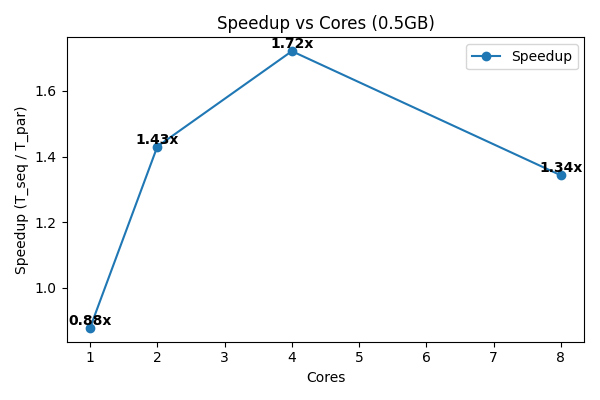 Speedup vs Cores (0.5GB)
Speedup
1.72x
1.43x
1.34x
0.88x
Speedup (T_seq / T_par)
1.6
1.4
1.2
1.0
1 2 3 4 5 6 7 8
Cores